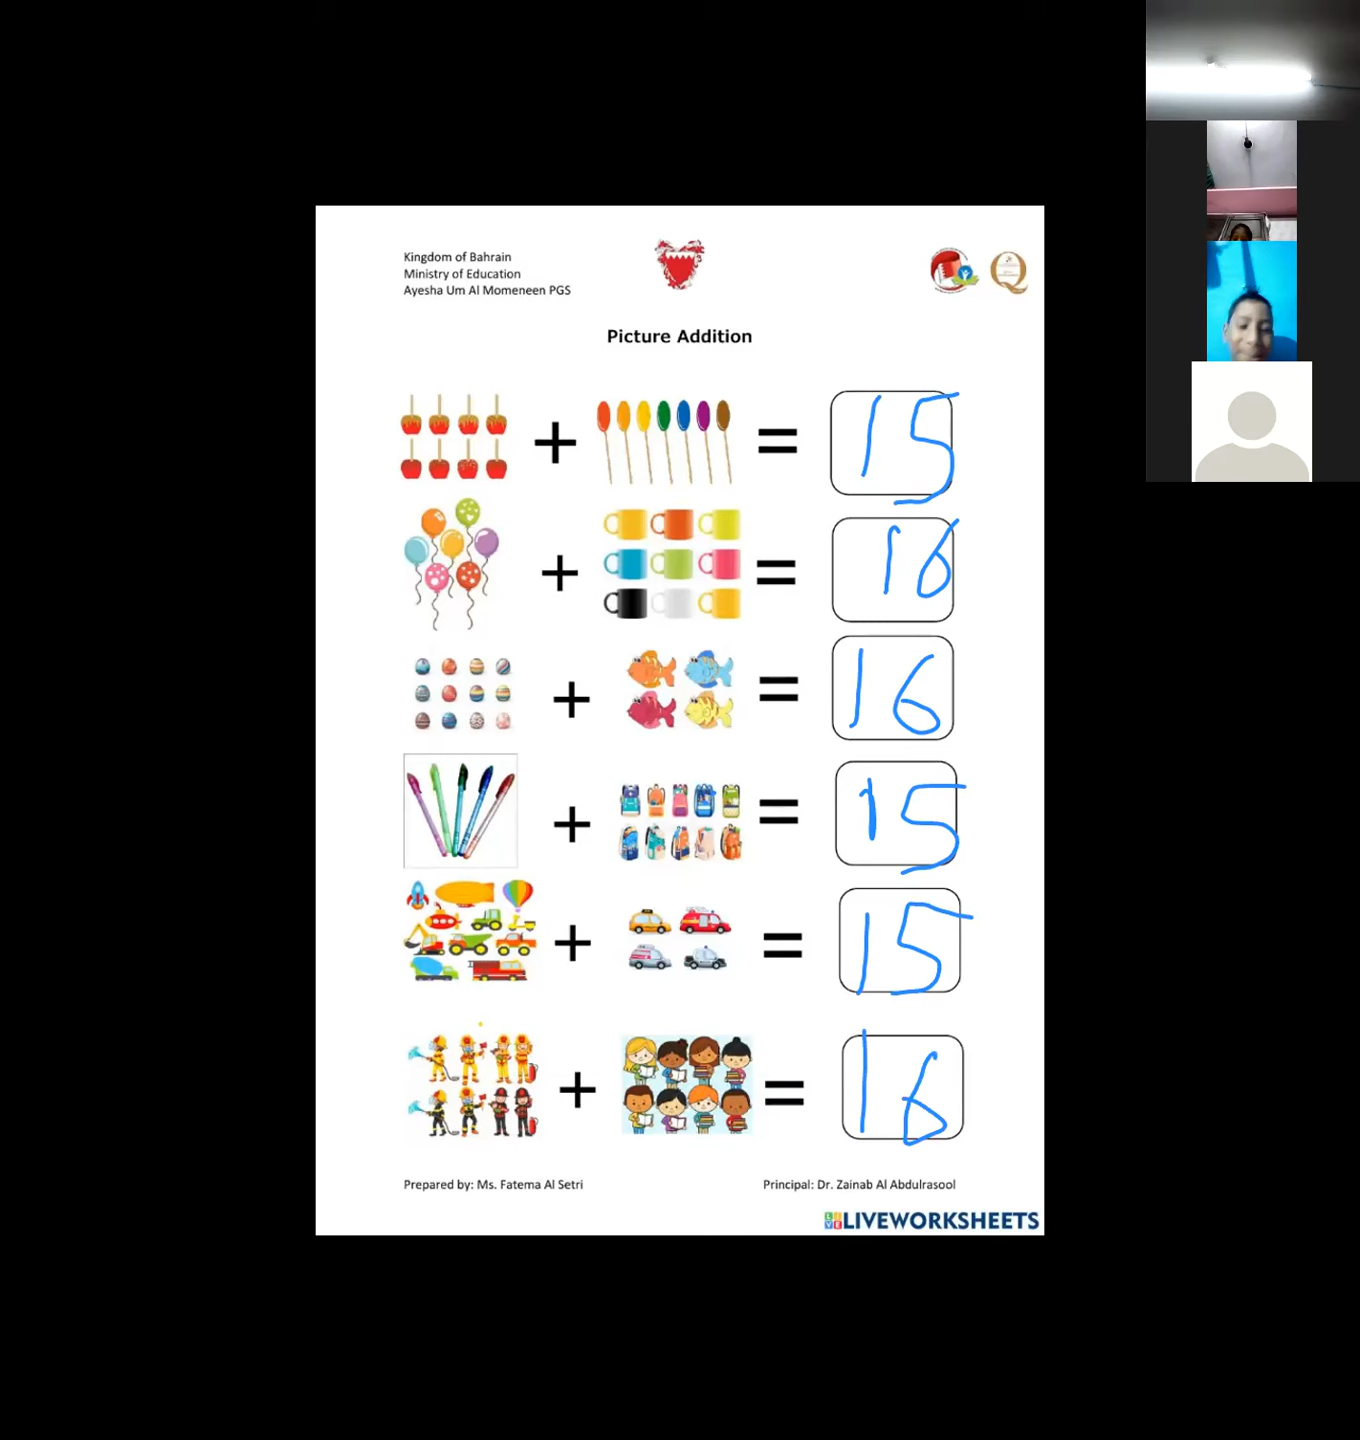 Kingdom of Bahrain
Ministry of Education
Ayesha Um Al Momeneen PGS
Picture Addition
+ = 15
+ = 16
+ = 16
+ = 15
+ = 15
+ = 16
Prepared by: Ms. Fatema Al Setri
Principal: Dr. Zainab Al Abdulrasool
LIVEWORKSHEETS